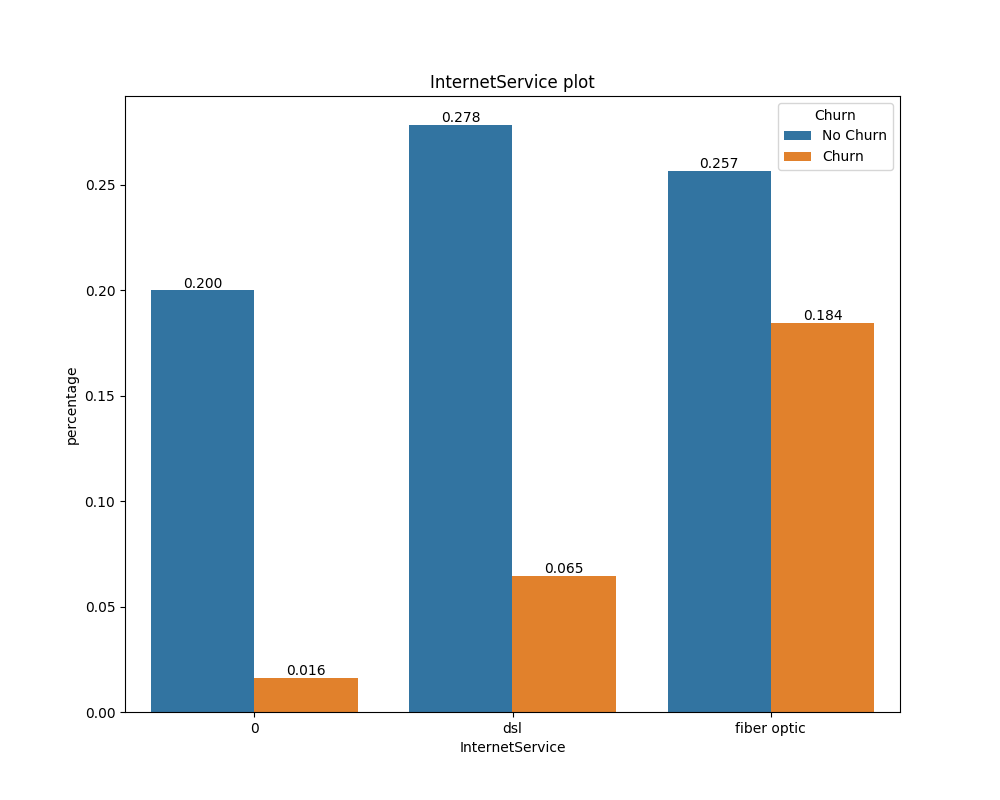 InternetService plot
Churn
No Churn
Churn
0.278
0.257
0.200
0.184
0.065
0.016
percentage
0.25
0.20
0.15
0.10
0.05
0.00
0
dsl
fiber optic
InternetService